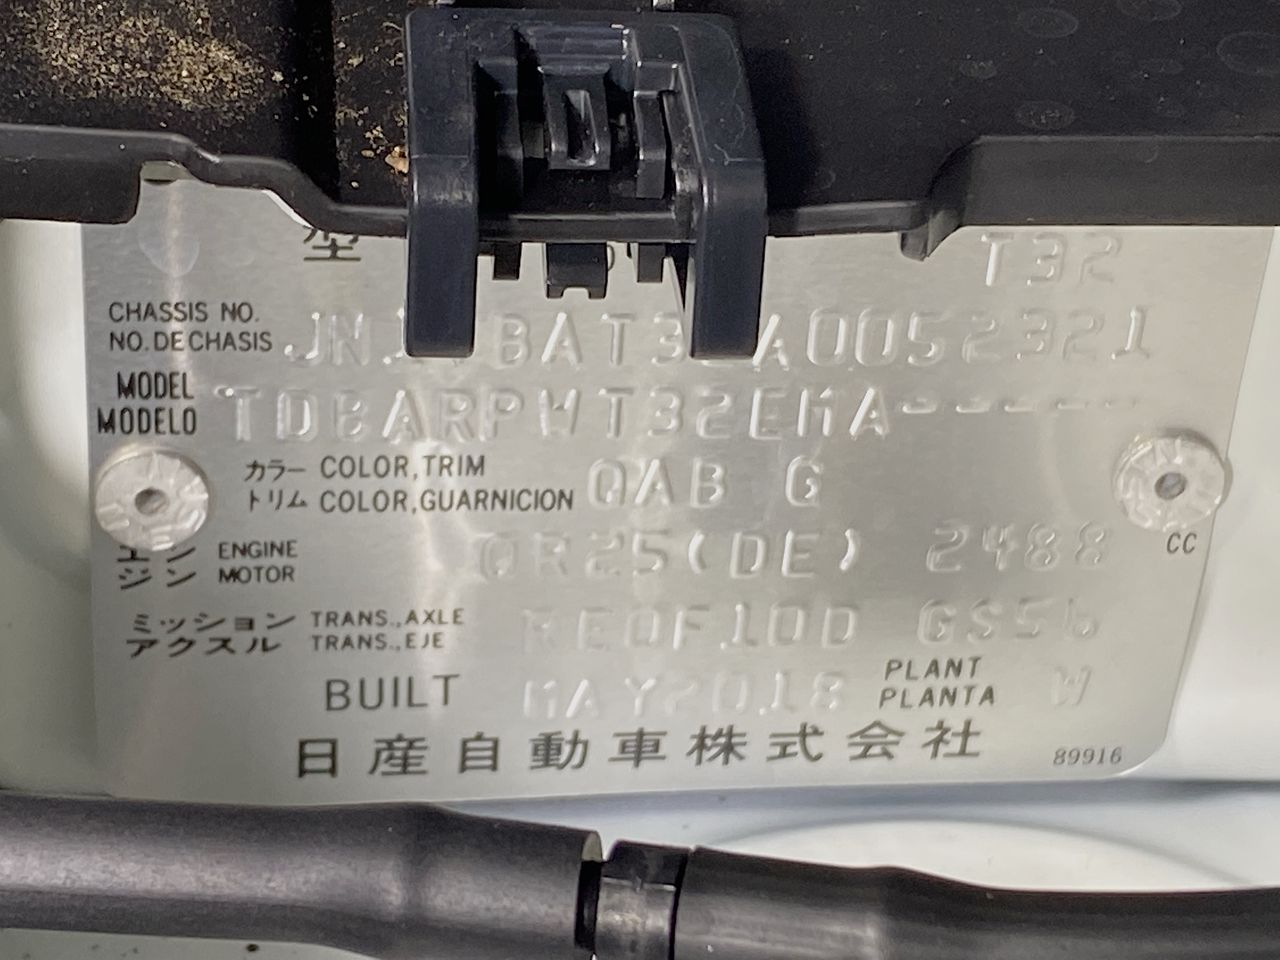 型 T32
CHASSIS NO.
NO. DE CHASIS BAT3 A0052321
MODEL
MODELO TDBARPWT32EMA-----
カラー COLOR,TRIM
トリム COLOR,GUARNICION QAB G
エン ENGINE
ジン MOTOR QR25(DE) 2488 CC
ミッション TRANS.,AXLE
アクスル TRANS.,EJE RE0F10D GS56
BUILT MAY2018 PLANT
PLANTA W
日産自動車株式会社 89916